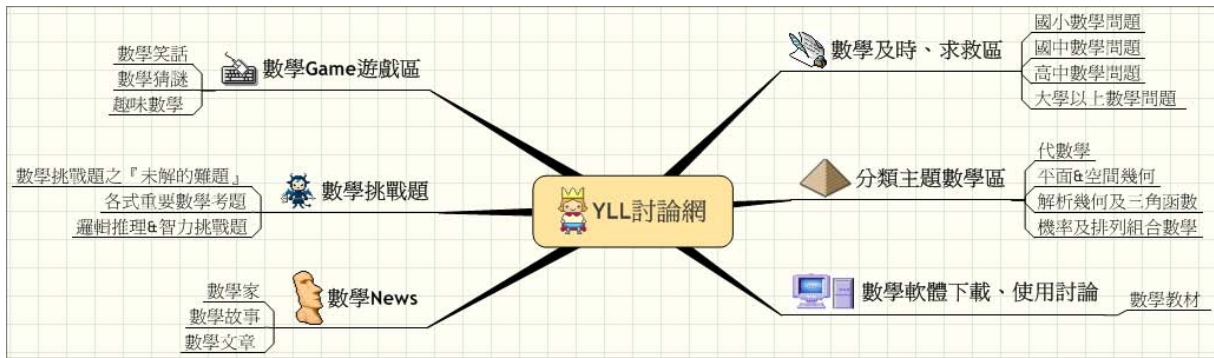 YLL討論網
數學Game遊戲區
數學笑話
數學猜謎
趣味數學
數學挑戰題
數學挑戰題之『未解的難題』
各式重要數學考題
邏輯推理&智力挑戰題
數學News
數學家
數學故事
數學文章
數學及時、求救區
國小數學問題
國中數學問題
高中數學問題
大學以上數學問題
分類主題數學區
代數學
平面&空間幾何
解析幾何及三角函數
機率及排列組合數學
數學軟體下載、使用討論
數學教材